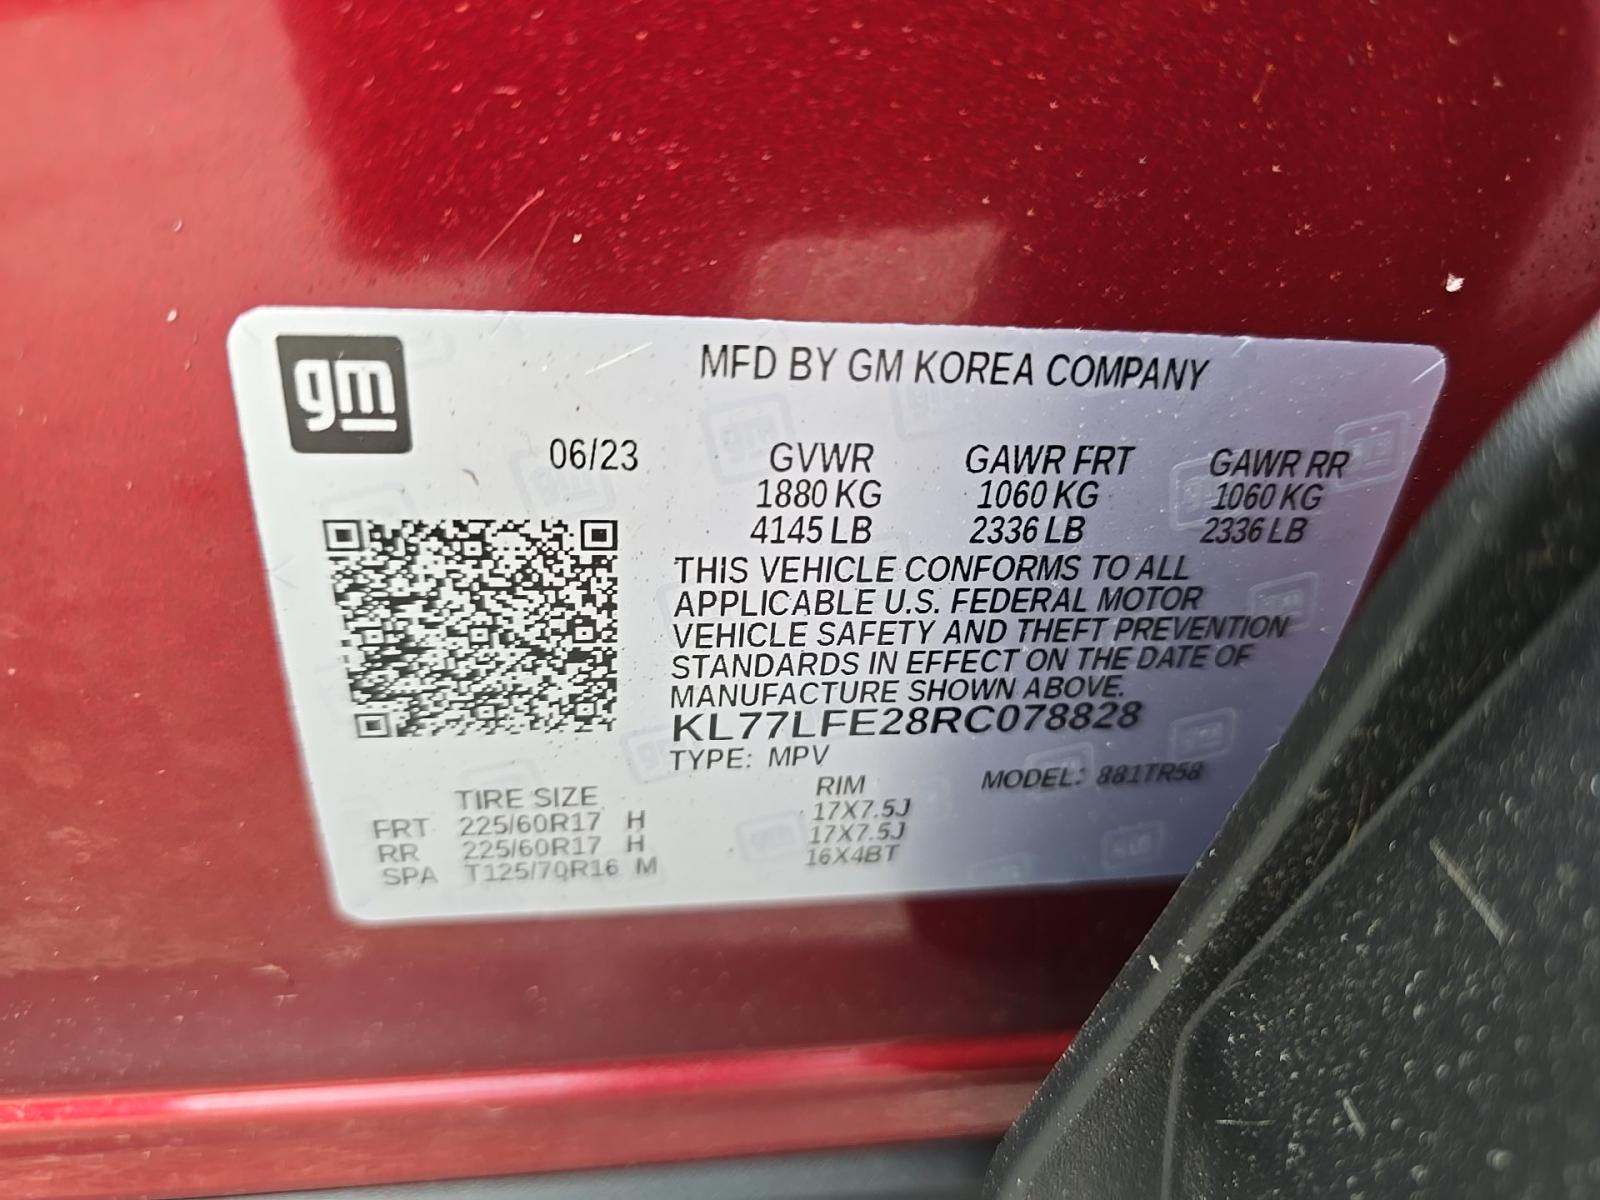 gm
MFD BY GM KOREA COMPANY
06/23 GVWR GAWR FRT GAWR RR
1880 KG 1060 KG 1060 KG
4145 LB 2336 LB 2336 LB
THIS VEHICLE CONFORMS TO ALL
APPLICABLE U.S. FEDERAL MOTOR
VEHICLE SAFETY AND THEFT PREVENTION
STANDARDS IN EFFECT ON THE DATE OF
MANUFACTURE SHOWN ABOVE.
KL77LFE28RC078828
TYPE: MPV MODEL: 881TR58
TIRE SIZE RIM
FRT 225/60R17 H 17X7.5J
RR 225/60R17 H 17X7.5J
SPA T125/70R16 M 16X4BT